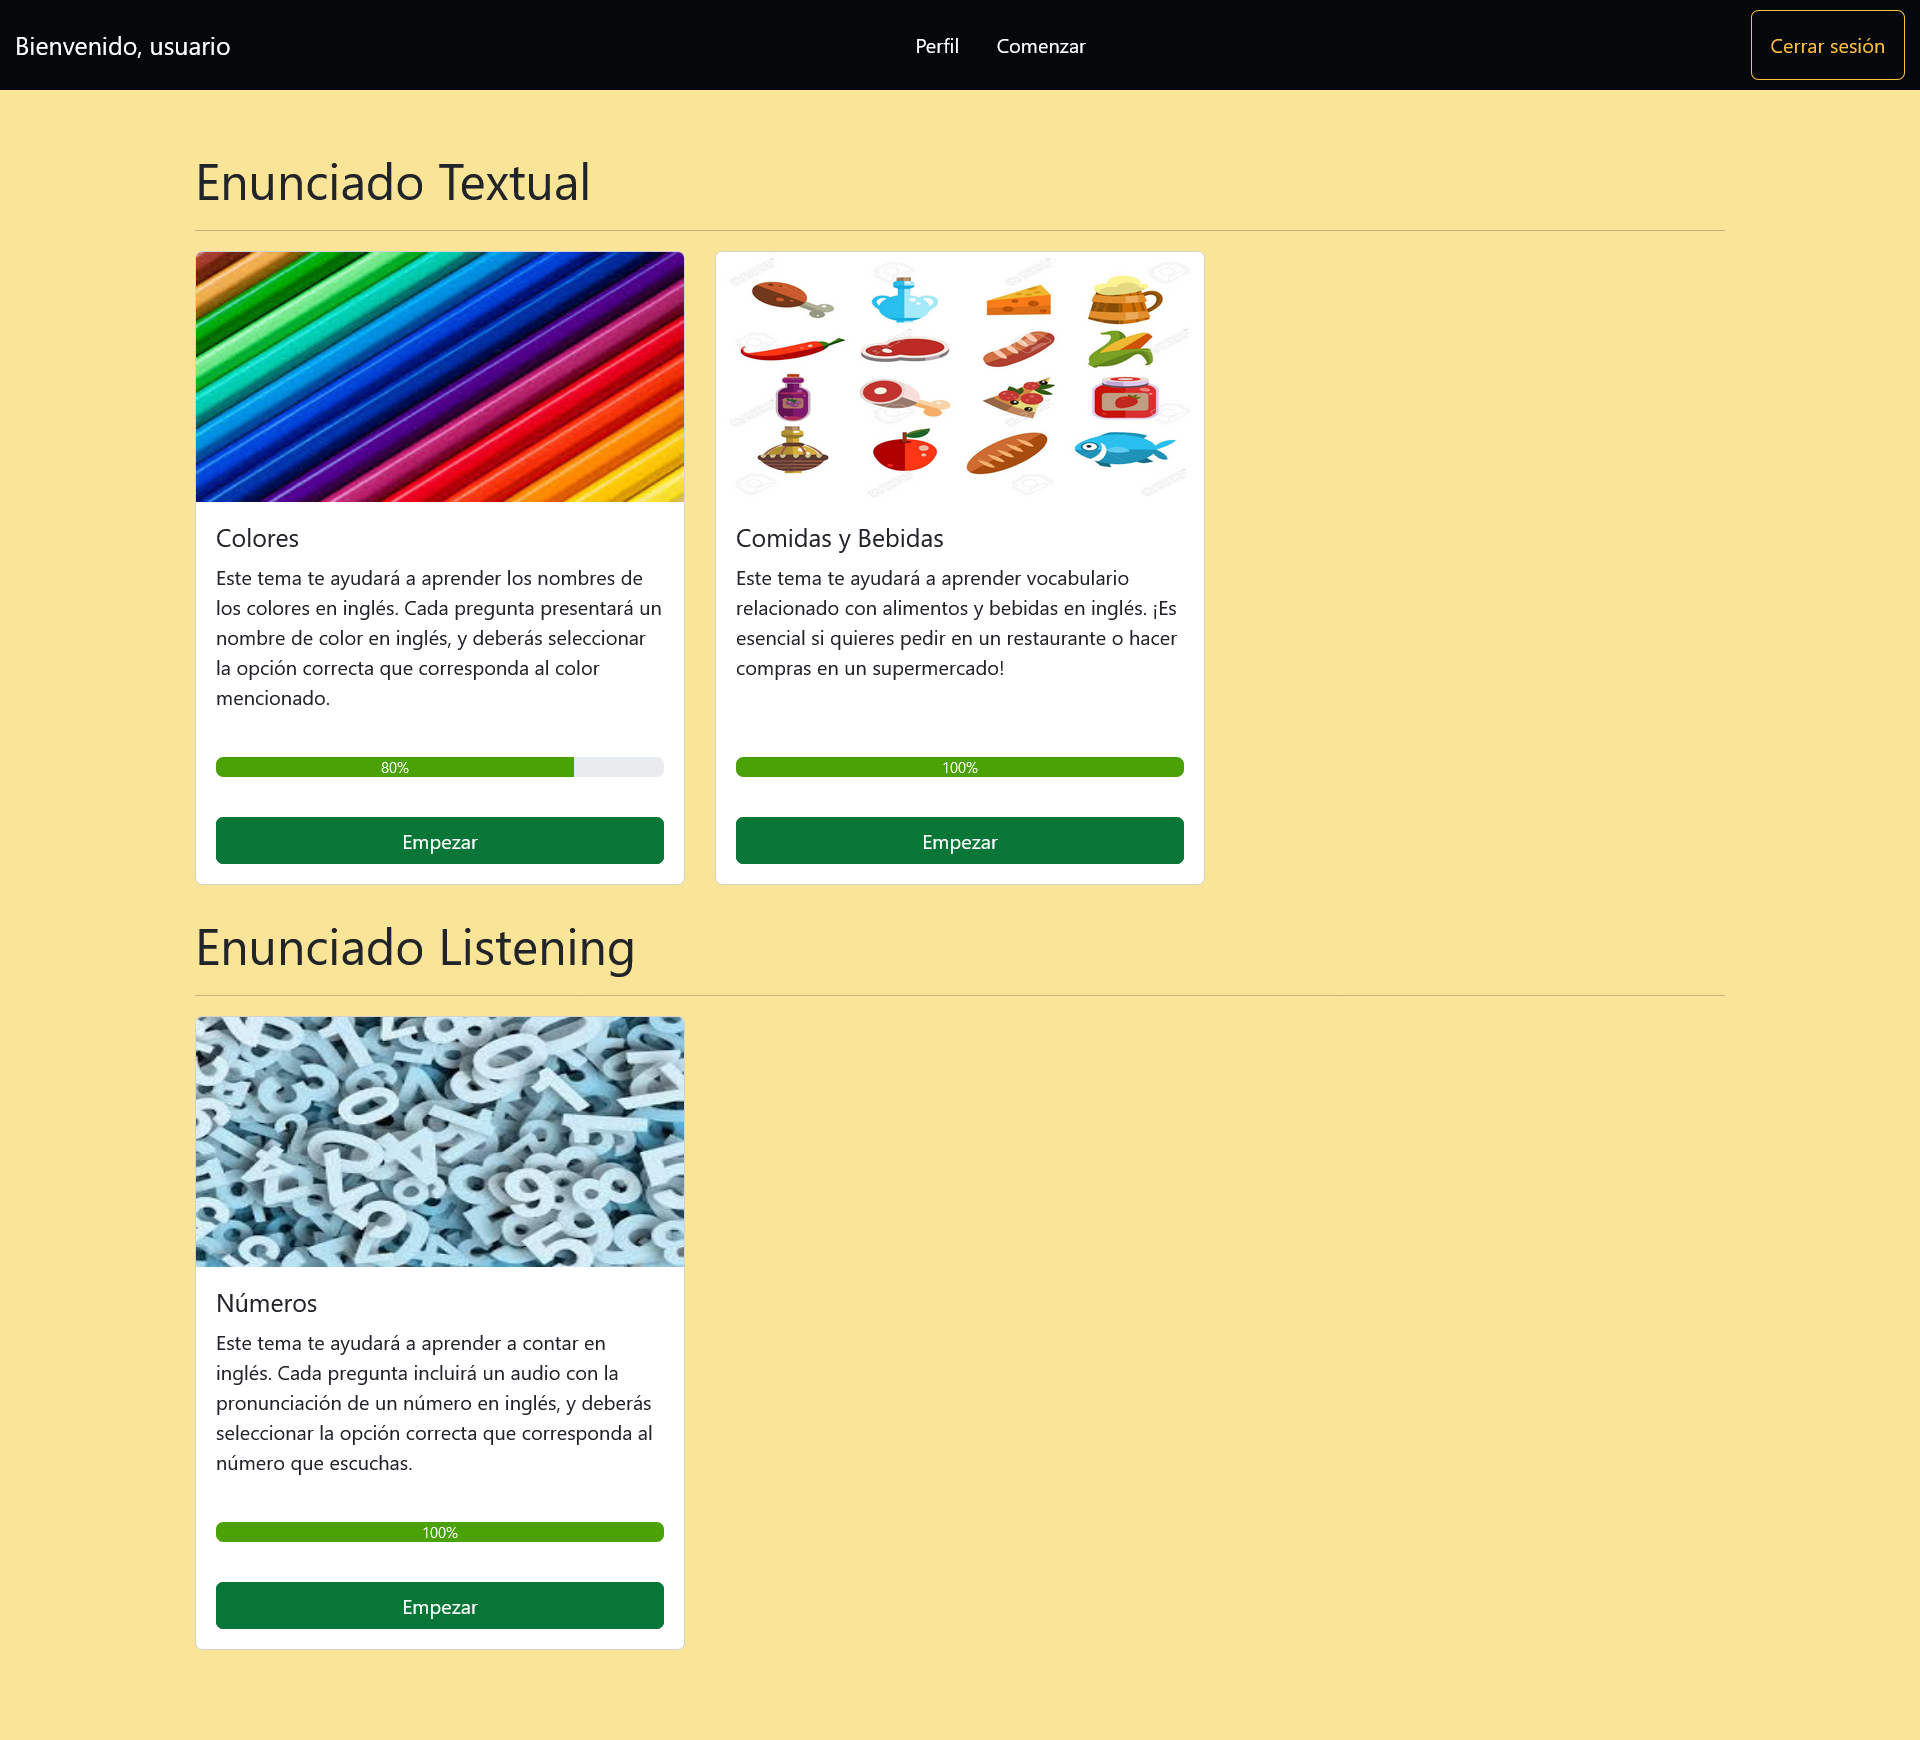 Bienvenido, usuario
Perfil
Comenzar
Cerrar sesión
Enunciado Textual
Colores
Este tema te ayudará a aprender los nombres de
los colores en inglés. Cada pregunta presentará un
nombre de color en inglés, y deberás seleccionar
la opción correcta que corresponda al color
mencionado.
80%
Empezar
Comidas y Bebidas
Este tema te ayudará a aprender vocabulario
relacionado con alimentos y bebidas en inglés. ¡Es
esencial si quieres pedir en un restaurante o hacer
compras en un supermercado!
100%
Empezar
Enunciado Listening
Números
Este tema te ayudará a aprender a contar en
inglés. Cada pregunta incluirá un audio con la
pronunciación de un número en inglés, y deberás
seleccionar la opción correcta que corresponda al
número que escuchas.
100%
Empezar